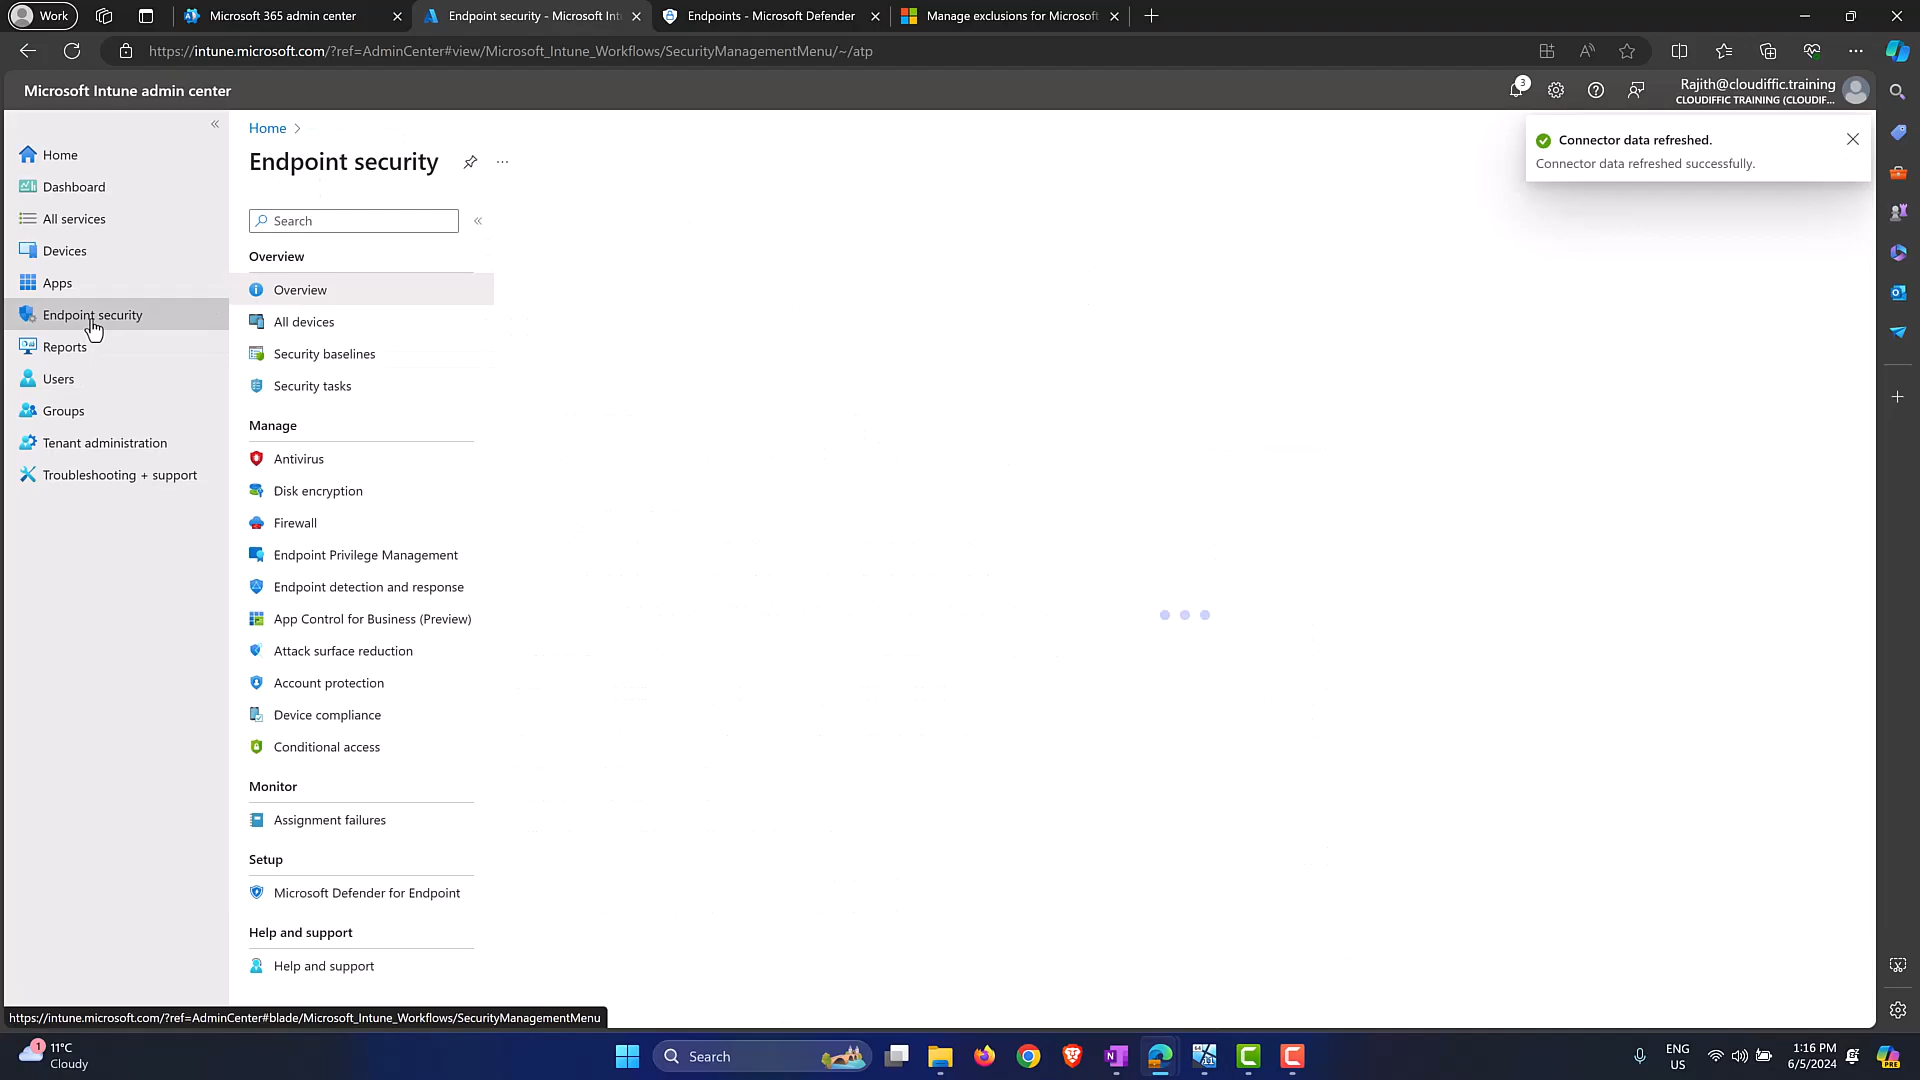 Work
Microsoft 365 admin center
Endpoint security - Microsoft Int
Endpoints - Microsoft Defender
Manage exclusions for Microsoft
https://intune.microsoft.com/?ref=AdminCenter#view/Microsoft_Intune_Workflows/SecurityManagementMenu/~/atp
Microsoft Intune admin center
3
Rajith@cloudiffic.training
CLOUDIFFIC TRAINING (CLOUDIF...
Connector data refreshed.
Connector data refreshed successfully.
Home
Dashboard
All services
Devices
Apps
Endpoint security
Reports
Users
Groups
Tenant administration
Troubleshooting + support
Home
Endpoint security
Search
Overview
Overview
All devices
Security baselines
Security tasks
Manage
Antivirus
Disk encryption
Firewall
Endpoint Privilege Management
Endpoint detection and response
App Control for Business (Preview)
Attack surface reduction
Account protection
Device compliance
Conditional access
Monitor
Assignment failures
Setup
Microsoft Defender for Endpoint
Help and support
Help and support
https://intune.microsoft.com/?ref=AdminCenter#blade/Microsoft_Intune_Workflows/SecurityManagementMenu
1
11°C
Cloudy
Search
ENG
US
1:16 PM
6/5/2024
PRE